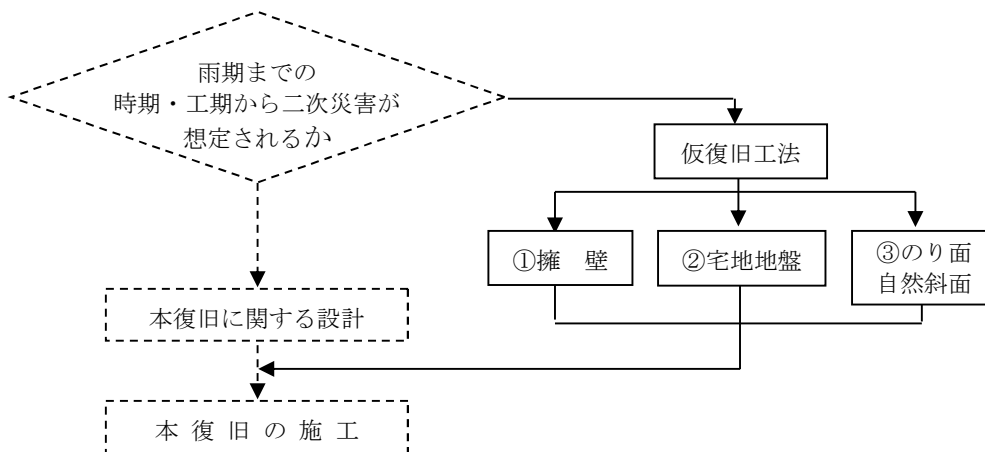 雨期までの
時期・工期から二次災害が
想定されるか
仮復旧工法
①擁　壁
②宅地地盤
③のり面
自然斜面
本復旧に関する設計
本 復 旧 の 施 工